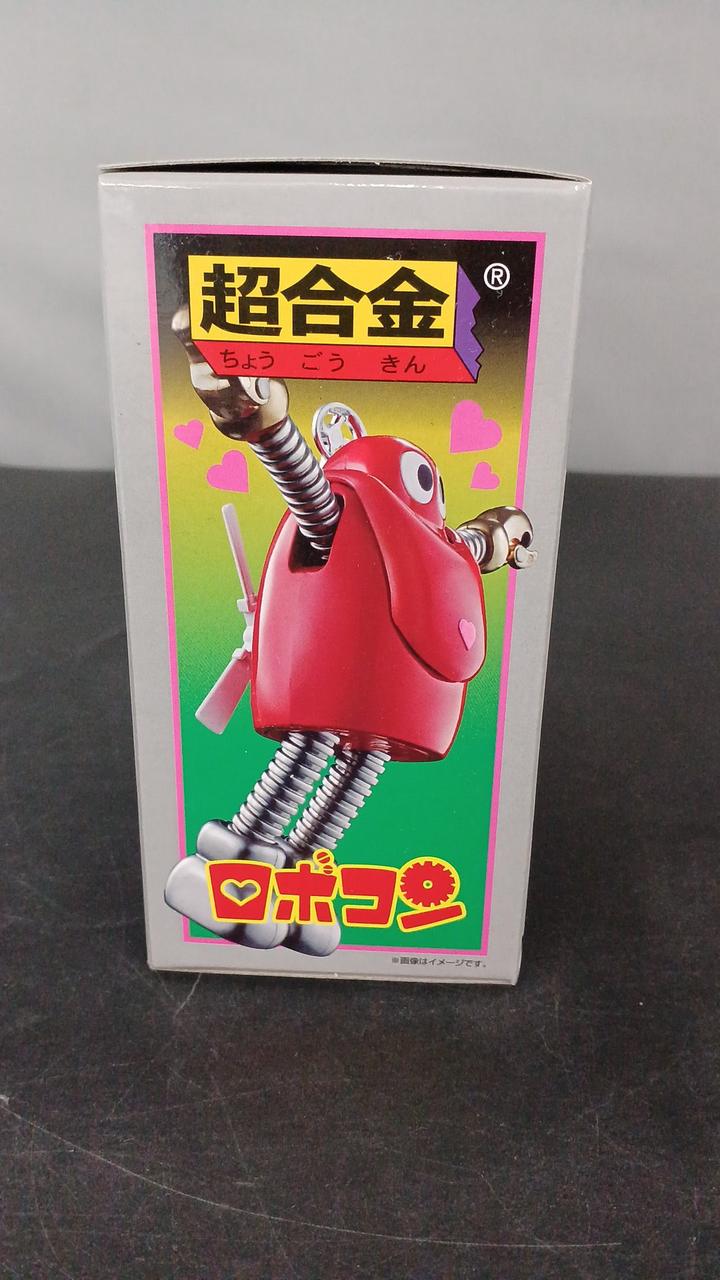 超合金
®
ちょう ごう きん
ロボコン
※画像はイメージです。